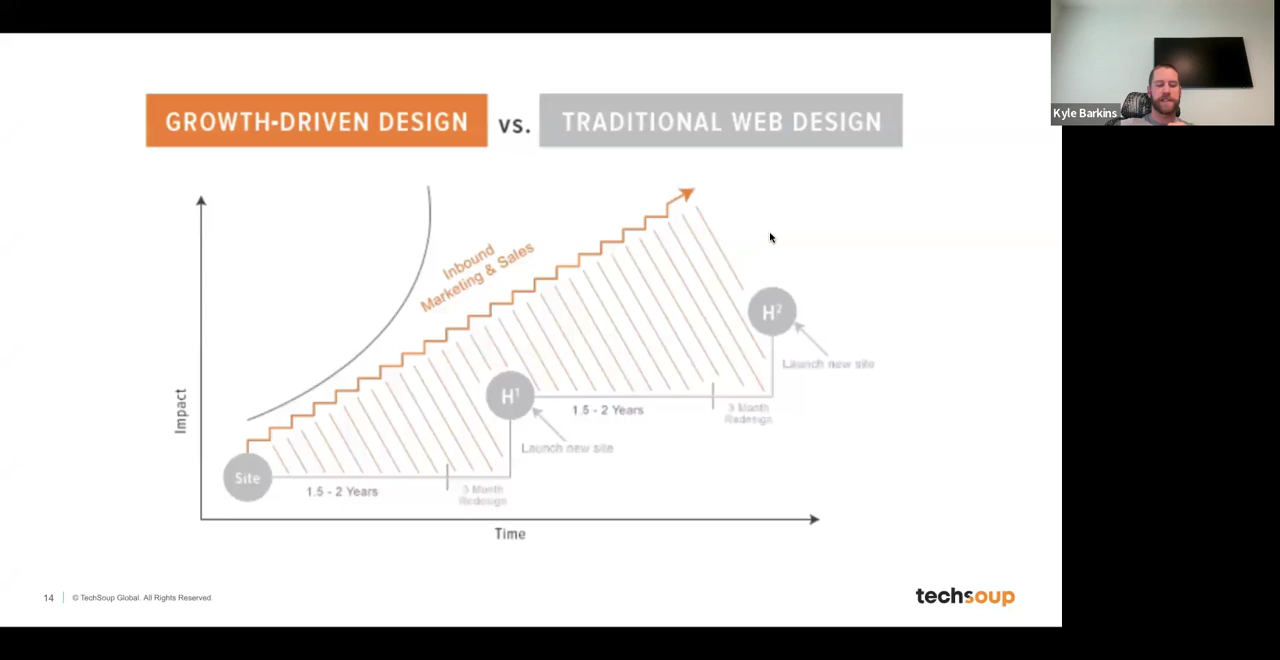 Kyle Barkins
GROWTH-DRIVEN DESIGN vs. TRADITIONAL WEB DESIGN
Inbound
Marketing & Sales
Impact
H²
Launch new site
H¹
1.5 - 2 Years
3 Month
Redesign
Launch new site
Site
1.5 - 2 Years
3 Month
Redesign
Time
14
© TechSoup Global. All Rights Reserved.
techsoup